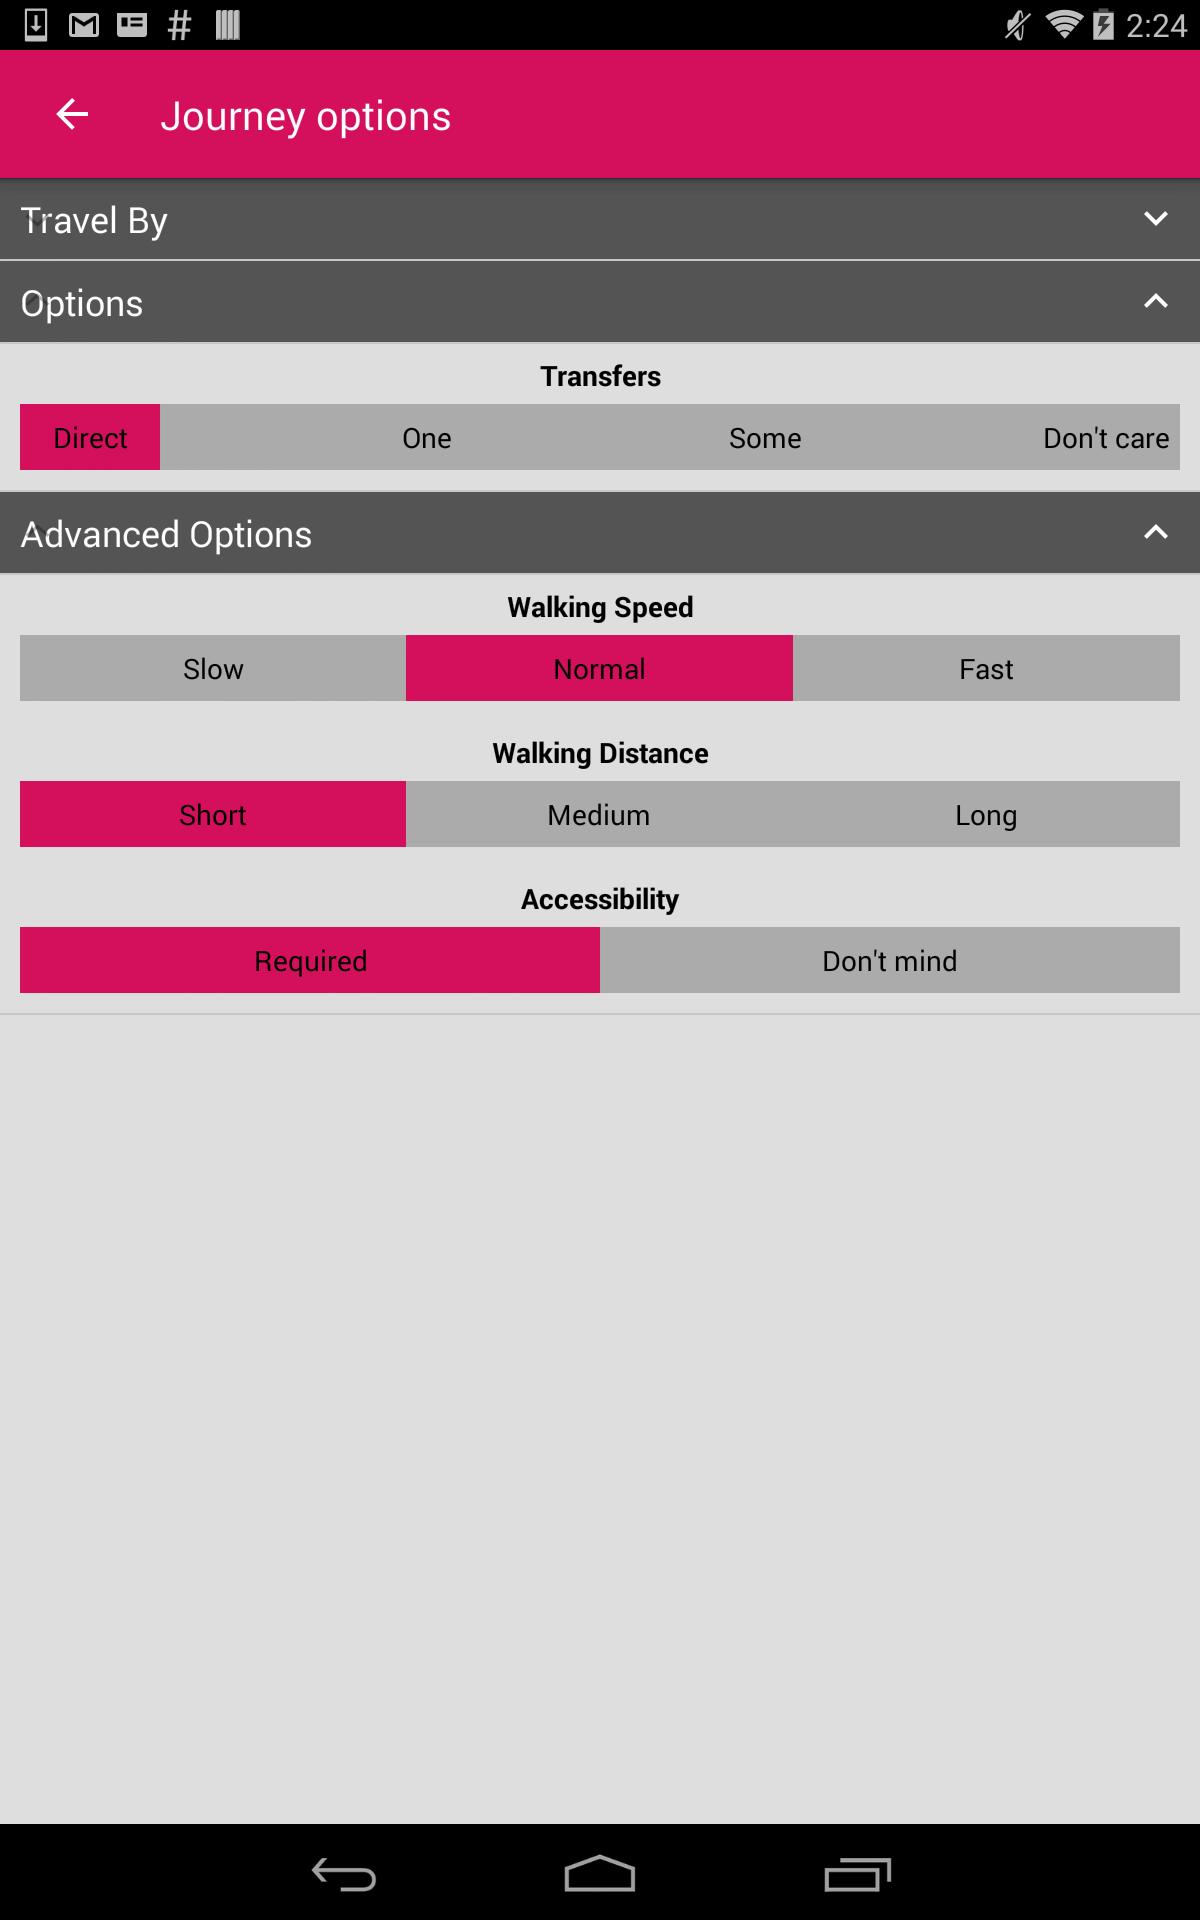 2:24
Journey options
Travel By
Options
Transfers
Direct One Some Don't care
Advanced Options
Walking Speed
Slow Normal Fast
Walking Distance
Short Medium Long
Accessibility
Required Don't mind